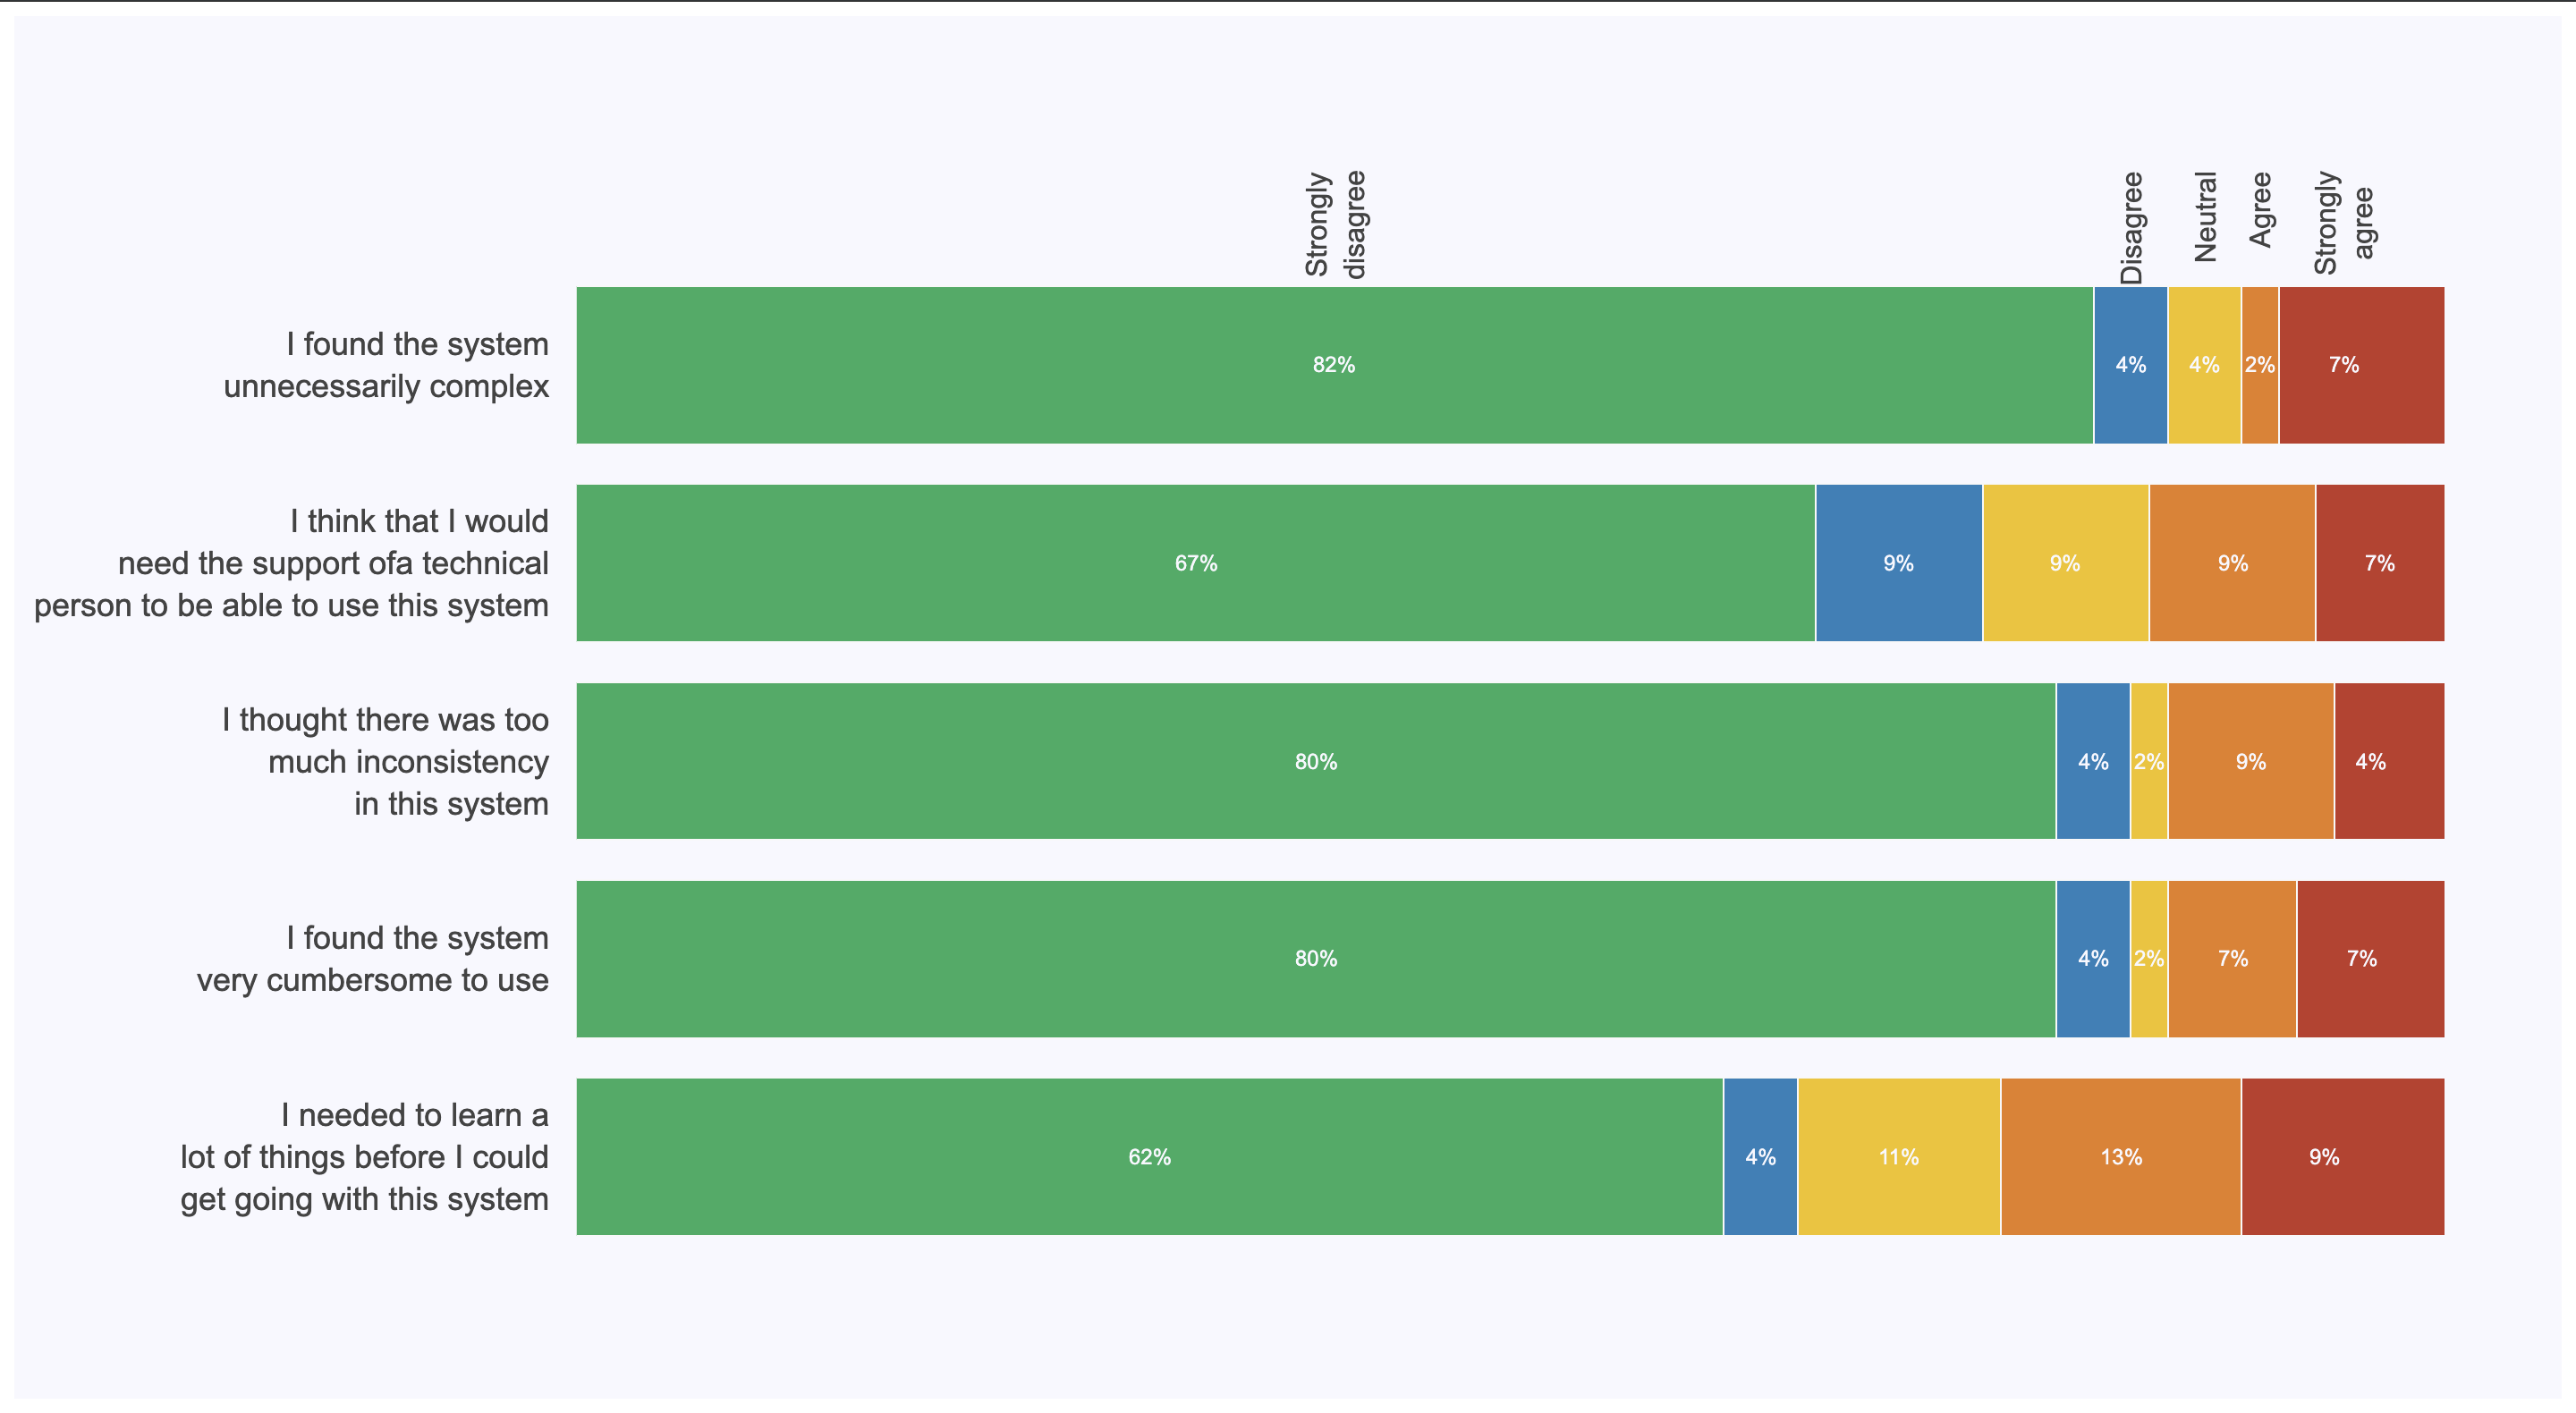 Strongly
disagree
Disagree
Neutral
Agree
Strongly
agree
I found the system
unnecessarily complex
82%
4%
4%
2%
7%
I think that I would
need the support ofa technical
person to be able to use this system
67%
9%
9%
9%
7%
I thought there was too
much inconsistency
in this system
80%
4%
2%
9%
4%
I found the system
very cumbersome to use
80%
4%
2%
7%
7%
I needed to learn a
lot of things before I could
get going with this system
62%
4%
11%
13%
9%